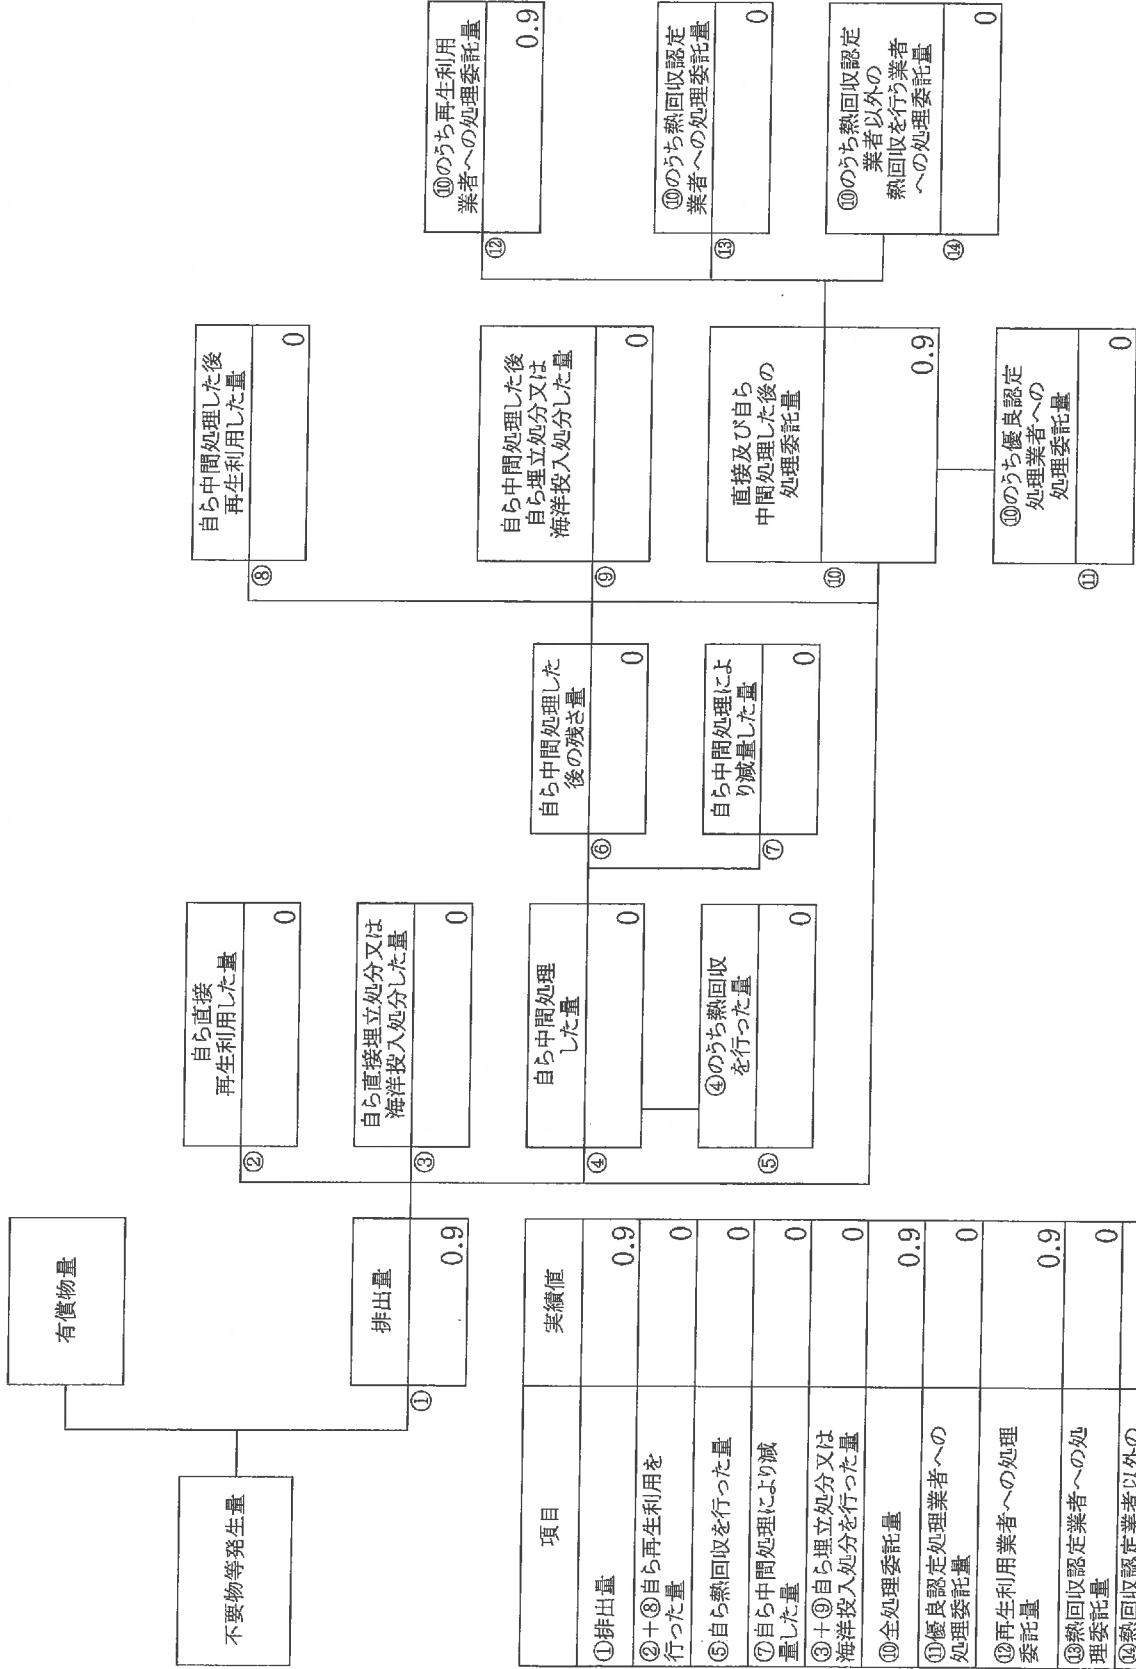 不要物等発生量
有償物量
排出量
①
0.9
自ら直接
再生利用した量
②
0
自ら直接埋立処分又は
海洋投入処分した量
③
0
自ら中間処理
した量
④
0
④のうち熱回収
を行った量
⑤
0
自ら中間処理した
後の残さ量
⑥
0
自ら中間処理によ
り減量した量
⑦
0
自ら中間処理した後
再生利用した量
⑧
0
自ら中間処理した後
自ら埋立処分又は
海洋投入処分した量
⑨
0
直接及び自ら
中間処理した後の
処理委託量
⑩
0.9
⑩のうち優良認定
処理業者への
処理委託量
⑪
0
⑩のうち再生利用
業者への処理委託量
⑫
0.9
⑩のうち熱回収認定
業者への処理委託量
⑬
0
⑩のうち熱回収認定
業者以外の
熱回収を行う業者
への処理委託量
⑭
0
項目 実績値
①排出量 0.9
②+⑧自ら再生利用を
行った量 0
⑤自ら熱回収を行った量 0
⑦自ら中間処理により減
量した量 0
③+⑨自ら埋立処分又は
海洋投入処分を行った量 0
⑩全処理委託量 0.9
⑪優良認定処理業者への
処理委託量 0
⑫再生利用業者への処理
委託量 0.9
⑬熱回収認定業者への処
理委託量 0
⑭熱回収認定業者以外の